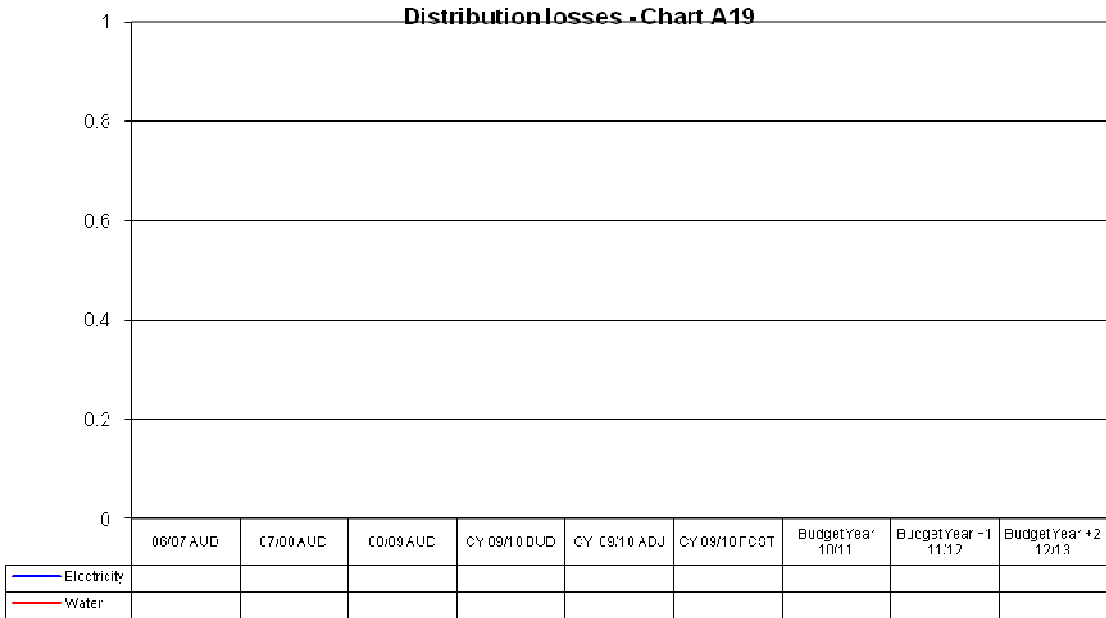 Distribution losses - Chart A19
1
0.8
0.6
0.4
0.2
0
06/07 AUD 07/08 AUD 08/09 AUD CY 09/10 BUD CY 09/10 ADJ CY 09/10 FCST Budget Year 10/11 Budget Year +1 11/12 Budget Year +2 12/13
Electricity
Water